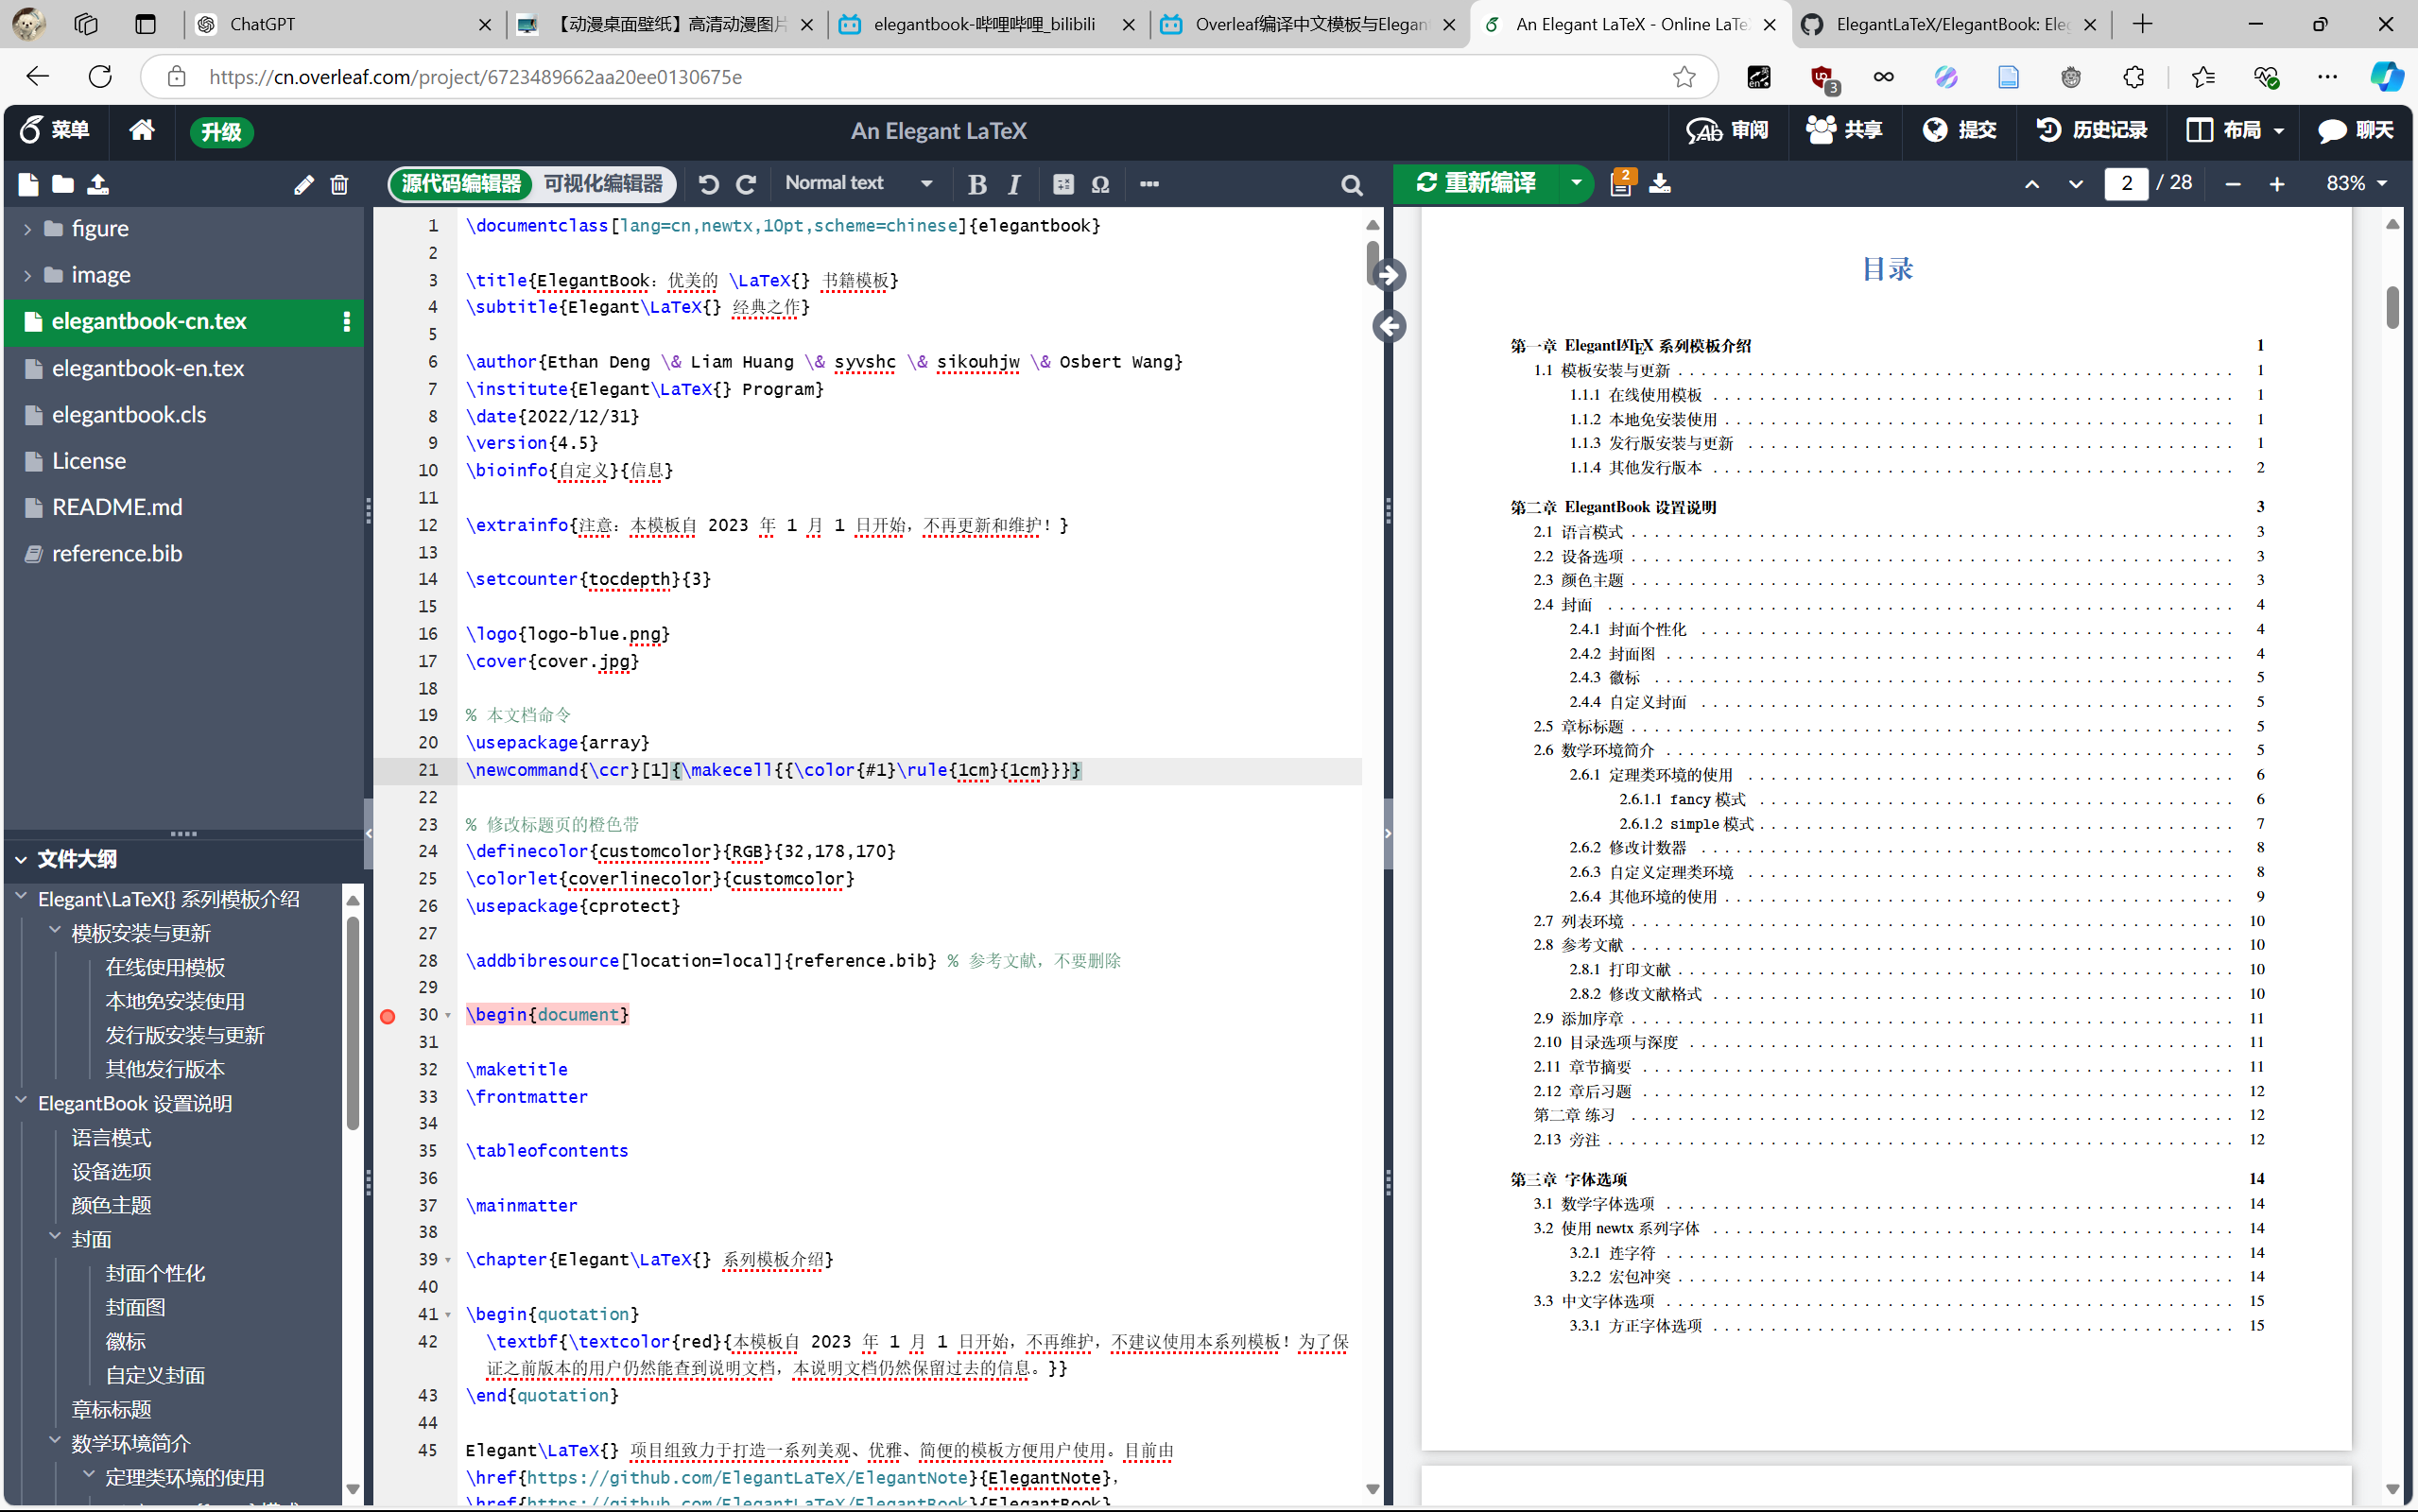 ChatGPT
【动漫桌面壁纸】高清动漫图片
elegantbook-哔哩哔哩_bilibili
Overleaf编译中文模板与Elegan
An Elegant LaTeX - Online LaTe
ElegantLaTeX/ElegantBook: Ele
https://cn.overleaf.com/project/6723489662aa20ee0130675e
3
菜单
升级
An Elegant LaTeX
审阅
共享
提交
历史记录
布局
聊天
源代码编辑器
可视化编辑器
Normal text
B I
Ω
重新编译
2
2 / 28
83%
figure
image
elegantbook-cn.tex
elegantbook-en.tex
elegantbook.cls
License
README.md
reference.bib
文件大纲
Elegant\LaTeX{} 系列模板介绍
模板安装与更新
在线使用模板
本地免安装使用
发行版安装与更新
其他发行版本
ElegantBook 设置说明
语言模式
设备选项
颜色主题
封面
封面个性化
封面图
徽标
自定义封面
章标标题
数学环境简介
定理类环境的使用
1 \documentclass[lang=cn,newtx,10pt,scheme=chinese]{elegantbook}
2
3 \title{ElegantBook：优美的 \LaTeX{} 书籍模板}
4 \subtitle{Elegant\LaTeX{} 经典之作}
5
6 \author{Ethan Deng \& Liam Huang \& syvshc \& sikouhjw \& Osbert Wang}
7 \institute{Elegant\LaTeX{} Program}
8 \date{2022/12/31}
9 \version{4.5}
10 \bioinfo{自定义}{信息}
11
12 \extrainfo{注意：本模板自 2023 年 1 月 1 日开始，不再更新和维护！}
13
14 \setcounter{tocdepth}{3}
15
16 \logo{logo-blue.png}
17 \cover{cover.jpg}
18
19 % 本文档命令
20 \usepackage{array}
21 \newcommand{\ccr}[1]{\makecell{{\color{#1}\rule{1cm}{1cm}}}}
22
23 % 修改标题页的橙色带
24 \definecolor{customcolor}{RGB}{32,178,170}
25 \colorlet{coverlinecolor}{customcolor}
26 \usepackage{cprotect}
27
28 \addbibresource[location=local]{reference.bib} % 参考文献，不要删除
29
30 \begin{document}
31
32 \maketitle
33 \frontmatter
34
35 \tableofcontents
36
37 \mainmatter
38
39 \chapter{Elegant\LaTeX{} 系列模板介绍}
40
41 \begin{quotation}
42 \textbf{\textcolor{red}{本模板自 2023 年 1 月 1 日开始，不再维护，不建议使用本系列模板！为了保
证之前版本的用户仍然能查到说明文档，本说明文档仍然保留过去的信息。}}
43 \end{quotation}
44
45 Elegant\LaTeX{} 项目组致力于打造一系列美观、优雅、简便的模板方便用户使用。目前由
\href{https://github.com/ElegantLaTeX/ElegantNote}{ElegantNote}，
\href{https://github.com/ElegantLaTeX/ElegantBook}{ElegantBook}
目录
第一章 ElegantLATEX 系列模板介绍 1
1.1 模板安装与更新 1
1.1.1 在线使用模板 1
1.1.2 本地免安装使用 1
1.1.3 发行版安装与更新 1
1.1.4 其他发行版本 2
第二章 ElegantBook 设置说明 3
2.1 语言模式 3
2.2 设备选项 3
2.3 颜色主题 3
2.4 封面 4
2.4.1 封面个性化 4
2.4.2 封面图 4
2.4.3 徽标 5
2.4.4 自定义封面 5
2.5 章标标题 5
2.6 数学环境简介 5
2.6.1 定理类环境的使用 6
2.6.1.1 fancy 模式 6
2.6.1.2 simple 模式 7
2.6.2 修改计数器 8
2.6.3 自定义定理类环境 8
2.6.4 其他环境的使用 9
2.7 列表环境 10
2.8 参考文献 10
2.8.1 打印文献 10
2.8.2 修改文献格式 10
2.9 添加序章 11
2.10 目录选项与深度 11
2.11 章节摘要 11
2.12 章后习题 12
第二章 练习 12
2.13 旁注 12
第三章 字体选项 14
3.1 数学字体选项 14
3.2 使用 newtx 系列字体 14
3.2.1 连字符 14
3.2.2 宏包冲突 14
3.3 中文字体选项 15
3.3.1 方正字体选项 15